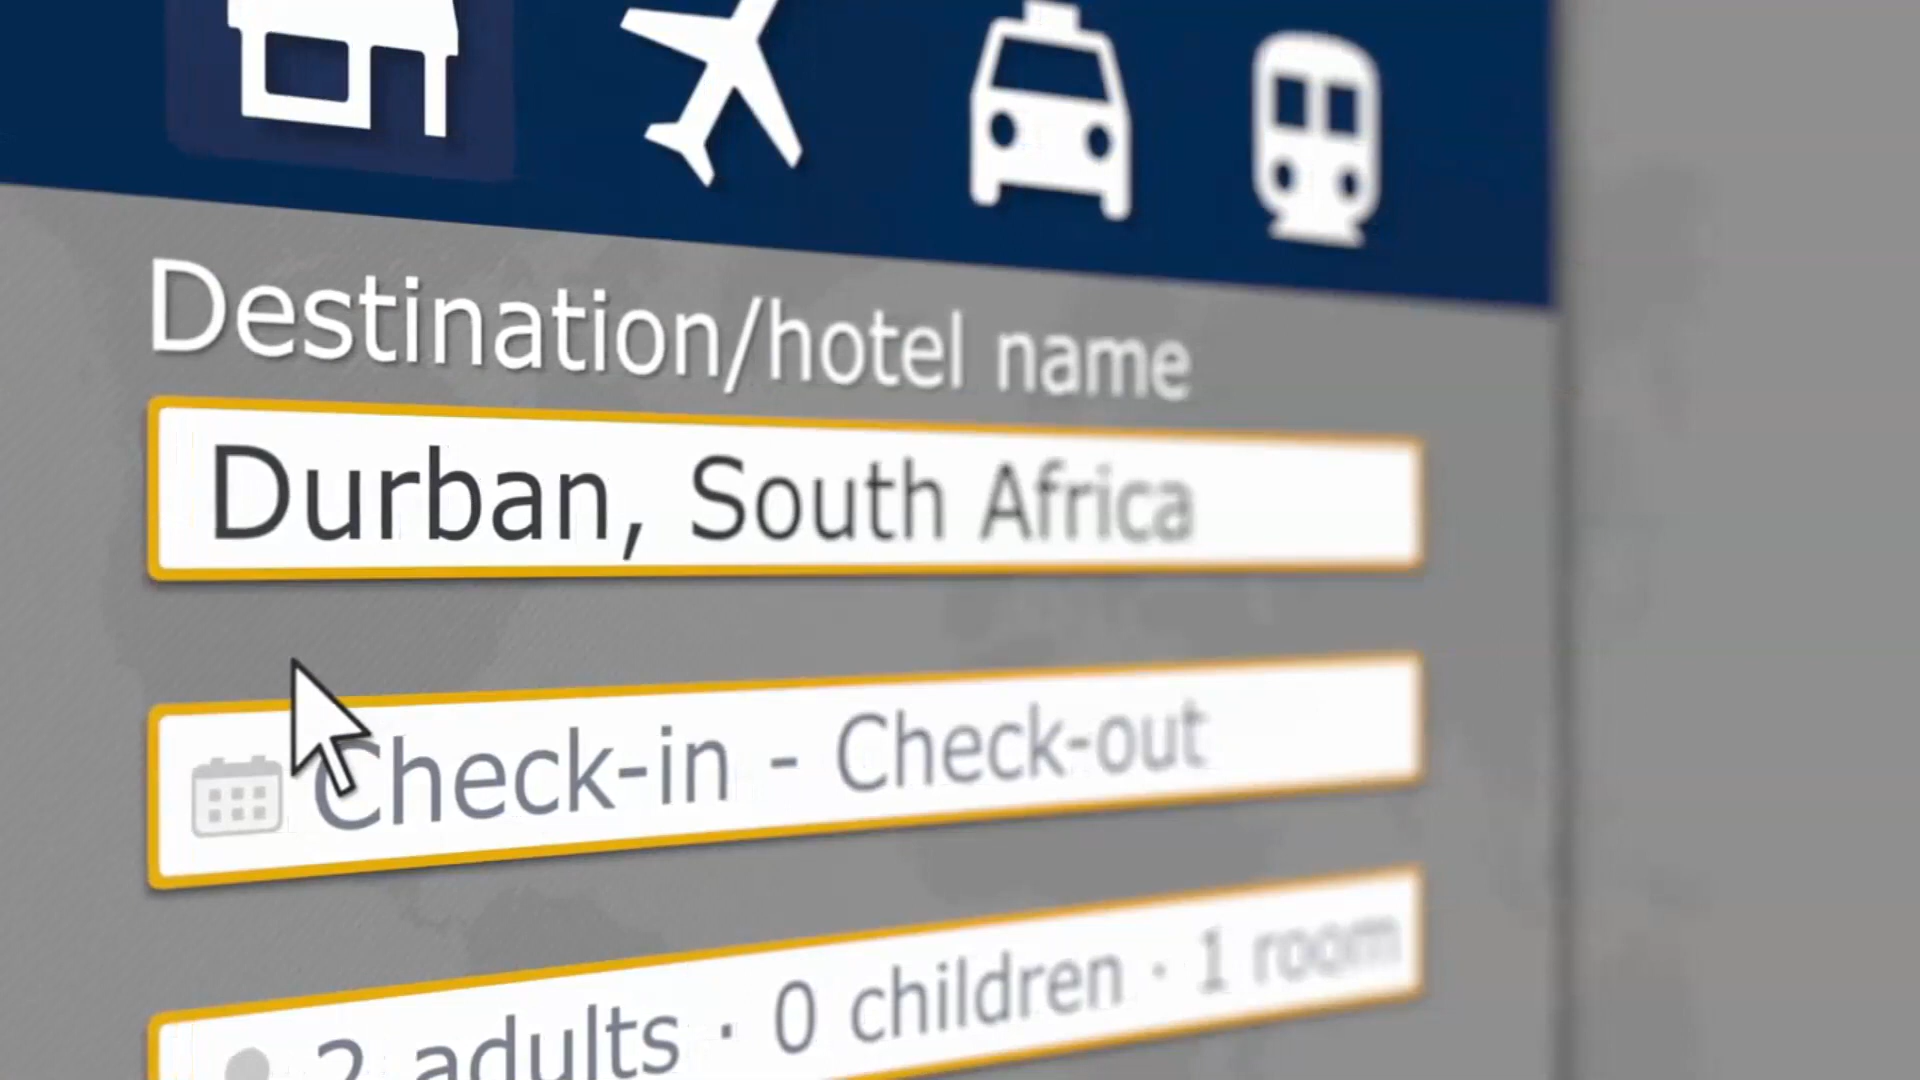 Destination/hotel name
Durban, South Africa
Check-in - Check-out
2 adults · 0 children · 1 room